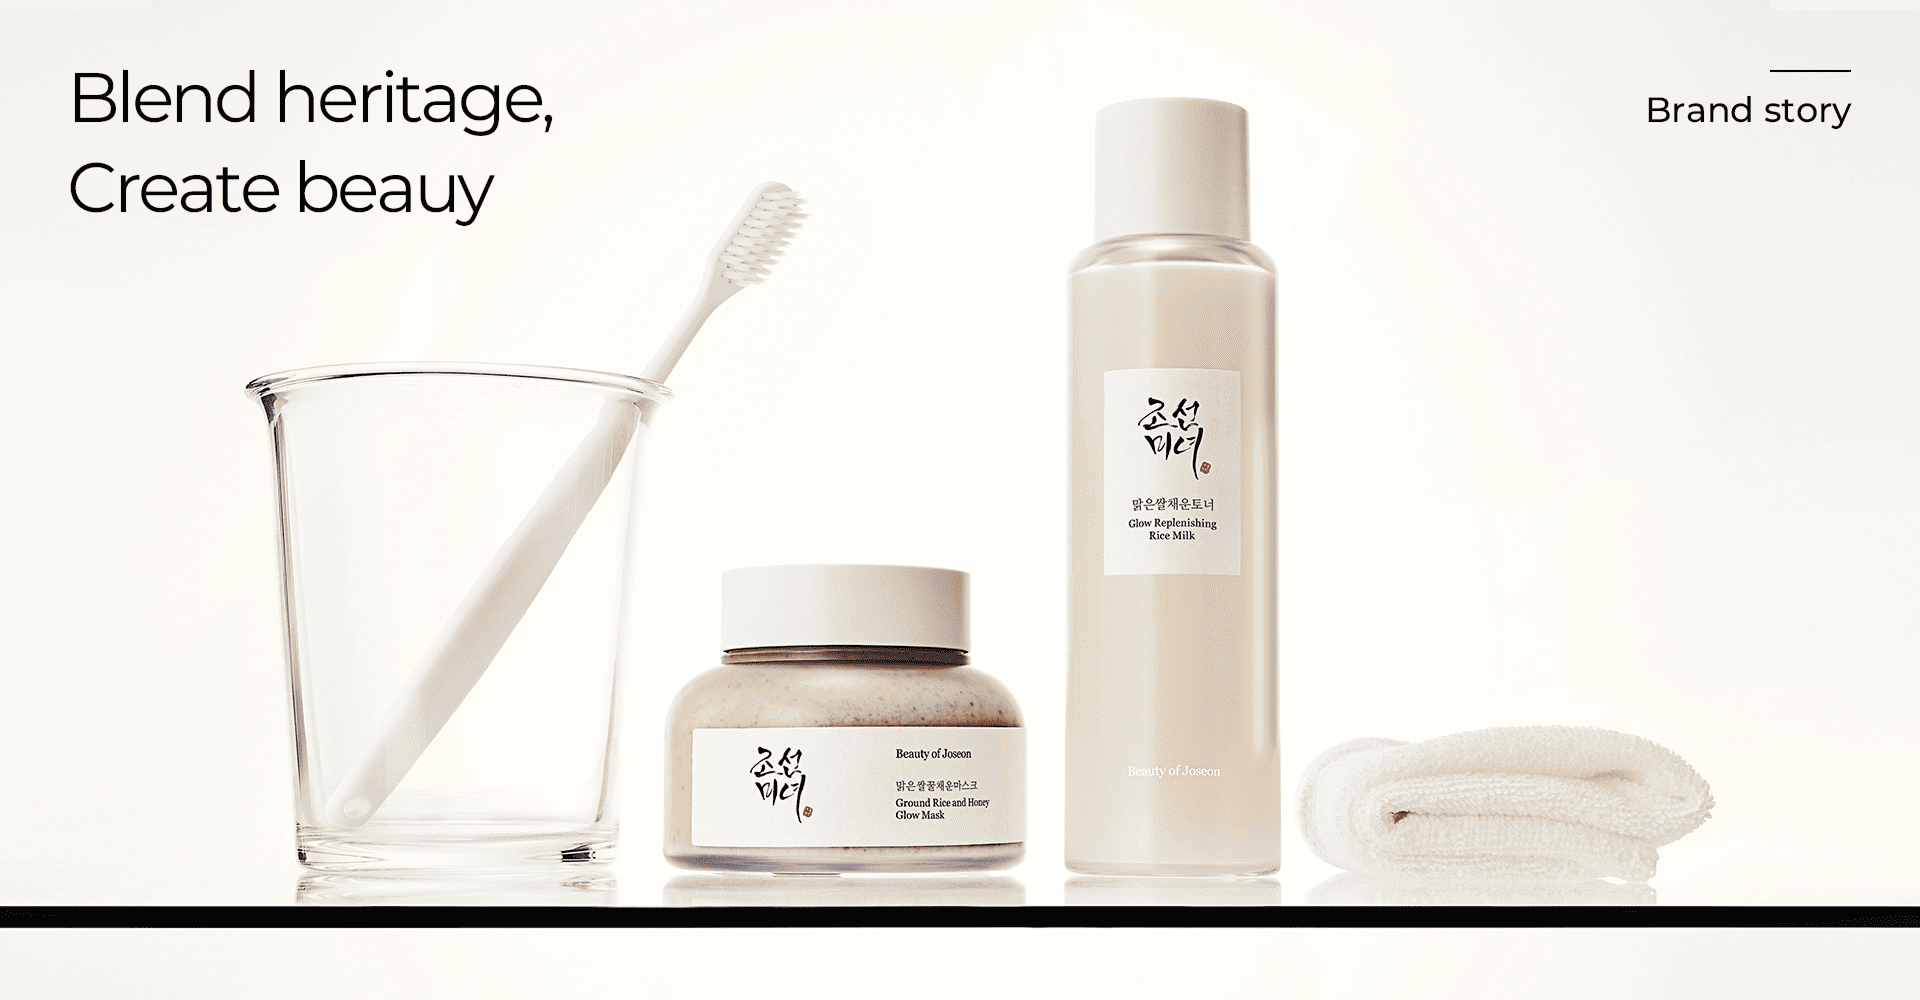 Blend heritage,
Create beauy
Brand story
조선
미녀
Beauty of Joseon
맑은쌀꿀채운마스크
Ground Rice and Honey
Glow Mask
조선
미녀
맑은쌀채운토너
Glow Replenishing
Rice Milk
Beauty of Joseon